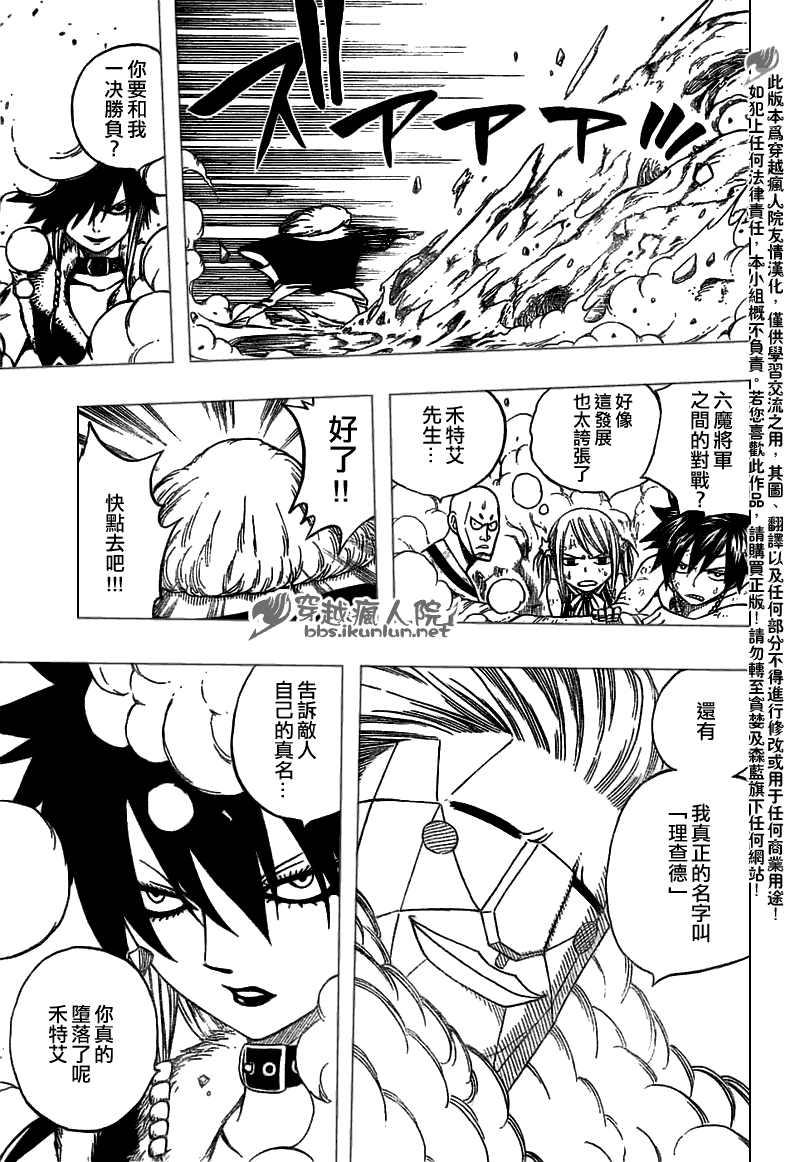 ズアアアッ
你要和我
一决勝負?
六魔將軍
之間的對戰?
好像
這發展
也太誇張了
禾特艾
先生…
好了!!
快點去吧!!!
穿越瘋人院
bbs.ikunlun.net
還有
我真正的名字叫
「理查德」
告訴敵人
自己的真名…
你真的
墮落了呢
禾特艾
此版本爲穿越瘋人院友情漢化，僅供學習交流之用，其圖、翻譯以及任何部分不得進行修改或用于任何商業用途！
如犯上任何法律責任，本小組概不負責。若您喜歡此作品，請購買正版！請勿轉至貪婪及森藍旗下任何網站！